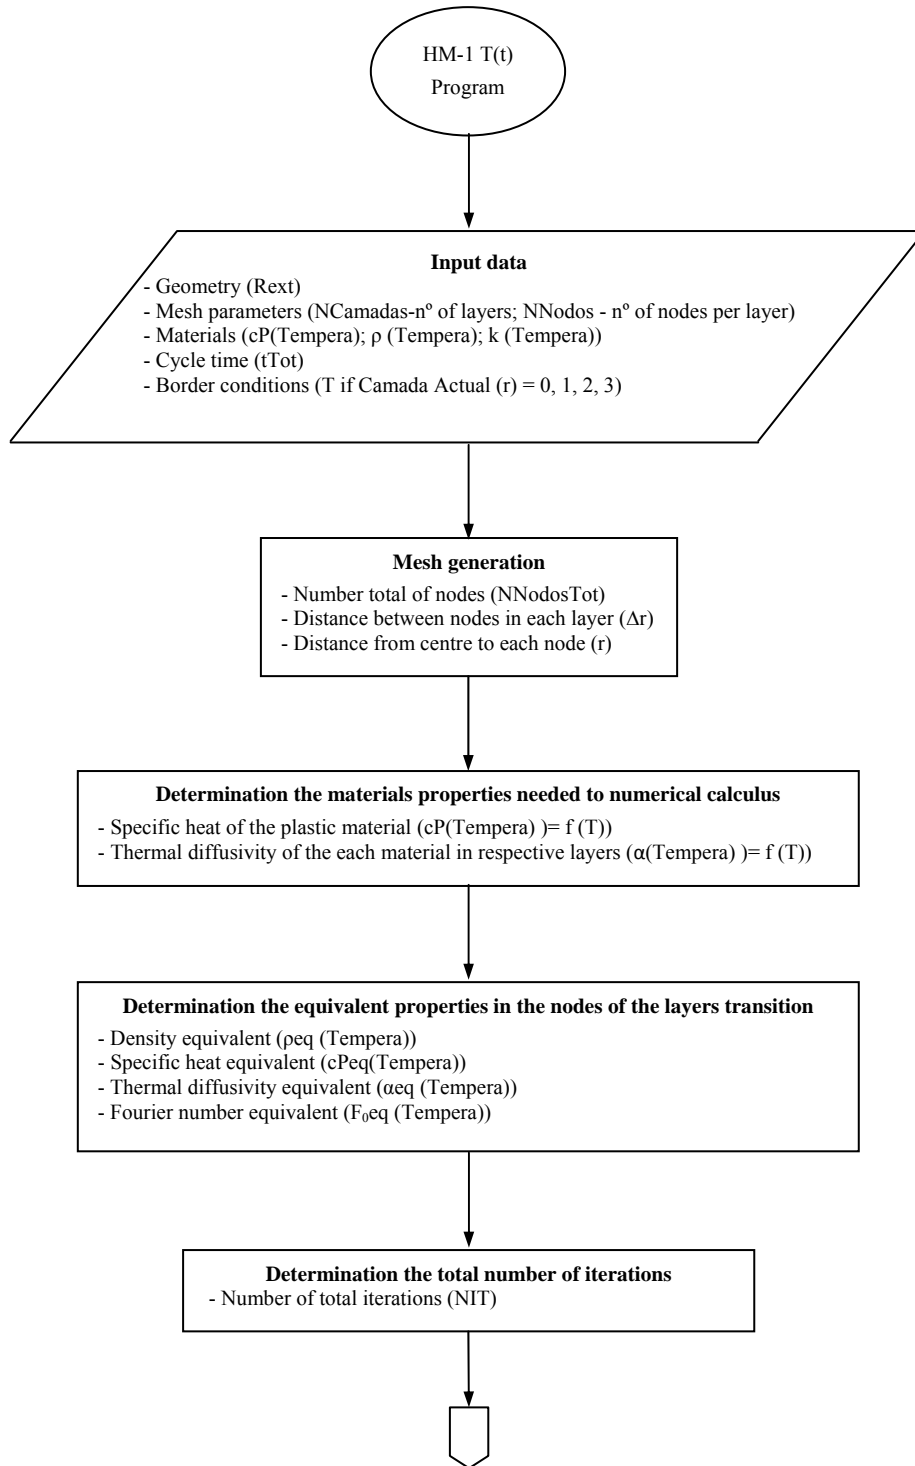 HM-1 T(t)
Program
Input data
- Geometry (Rext)
- Mesh parameters (NCamadas-nº of layers; NNodos - nº of nodes per layer)
- Materials (cP(Tempera); ρ (Tempera); k (Tempera))
- Cycle time (tTot)
- Border conditions (T if Camada Actual (r) = 0, 1, 2, 3)
Mesh generation
- Number total of nodes (NNodosTot)
- Distance between nodes in each layer (Δr)
- Distance from centre to each node (r)
Determination the materials properties needed to numerical calculus
- Specific heat of the plastic material (cP(Tempera) )= f (T))
- Thermal diffusivity of the each material in respective layers (α(Tempera) )= f (T))
Determination the equivalent properties in the nodes of the layers transition
- Density equivalent (ρeq (Tempera))
- Specific heat equivalent (cPeq(Tempera))
- Thermal diffusivity equivalent (αeq (Tempera))
- Fourier number equivalent (F₀eq (Tempera))
Determination the total number of iterations
- Number of total iterations (NIT)